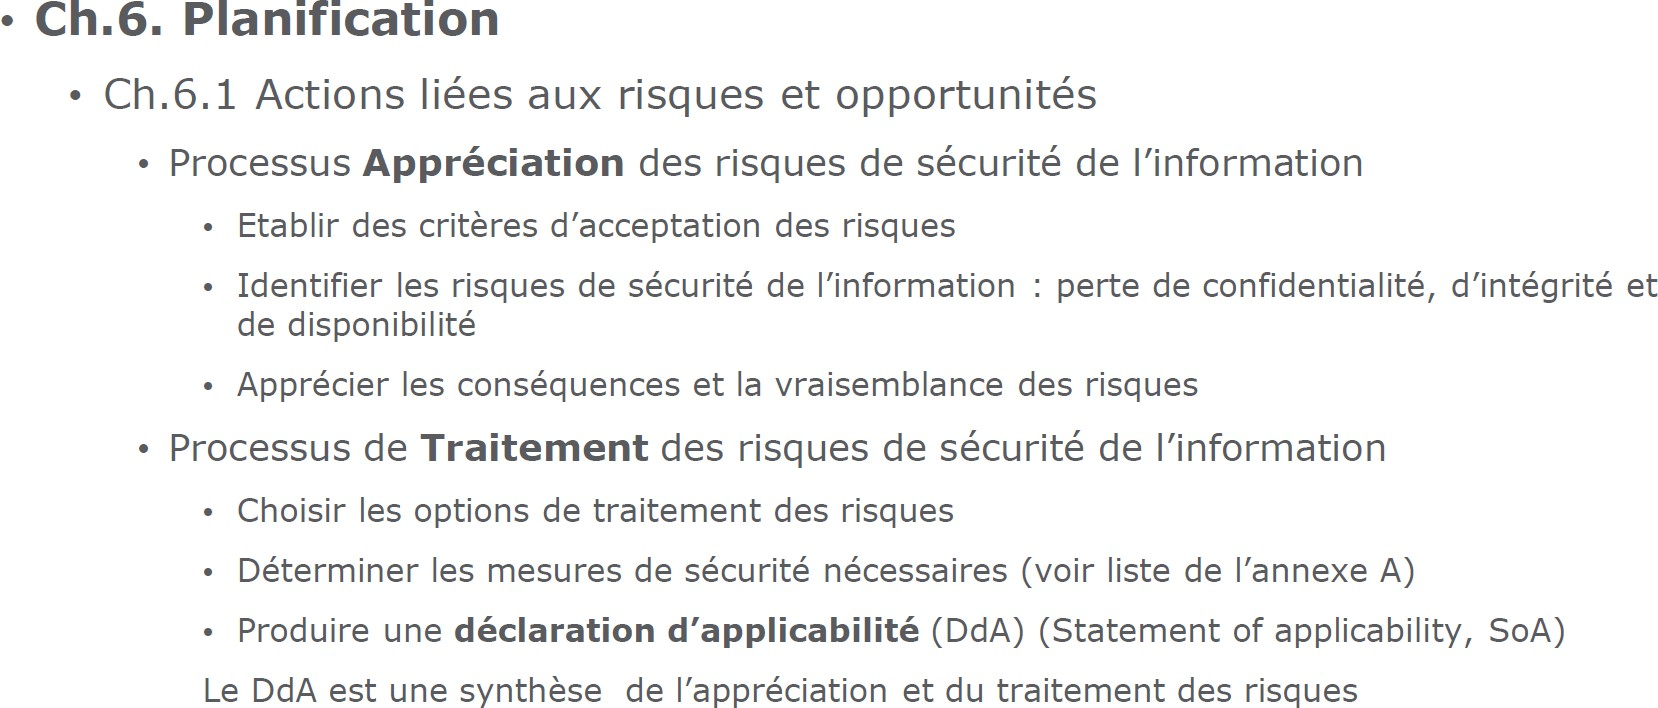 • Ch.6. Planification
• Ch.6.1 Actions liées aux risques et opportunités
• Processus Appréciation des risques de sécurité de l’information
• Etablir des critères d’acceptation des risques
• Identifier les risques de sécurité de l’information : perte de confidentialité, d’intégrité et
de disponibilité
• Apprécier les conséquences et la vraisemblance des risques
• Processus de Traitement des risques de sécurité de l’information
• Choisir les options de traitement des risques
• Déterminer les mesures de sécurité nécessaires (voir liste de l’annexe A)
• Produire une déclaration d’applicabilité (DdA) (Statement of applicability, SoA)
Le DdA est une synthèse de l’appréciation et du traitement des risques